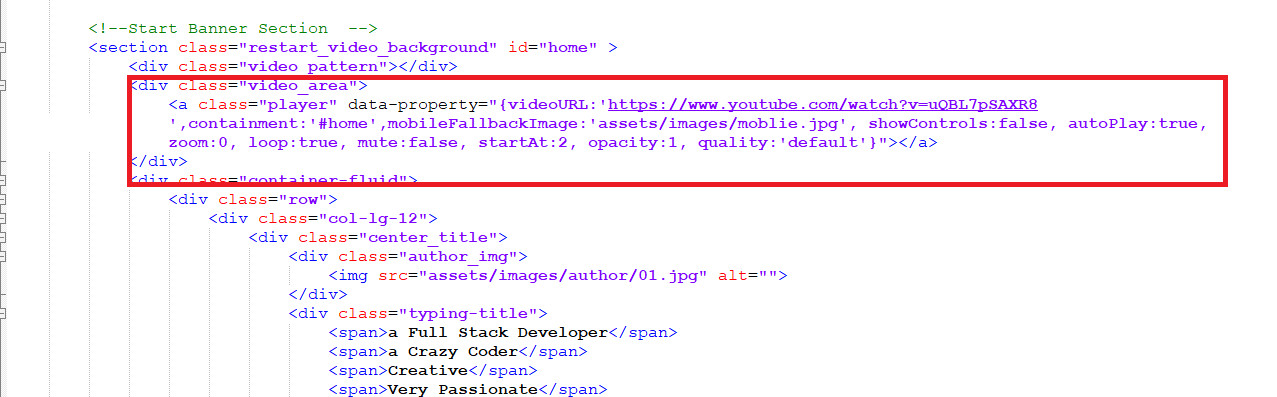 <!--Start Banner Section  -->
<section class="restart_video_background" id="home" >
<div class="video_pattern"></div>
<div class="video_area">
<a class="player" data-property="{videoURL:'https://www.youtube.com/watch?v=uQBL7pSAXR8
',containment:'#home',mobileFallbackImage:'assets/images/moblie.jpg', showControls:false, autoPlay:true,
zoom:0, loop:true, mute:false, startAt:2, opacity:1, quality:'default'}"></a>
</div>
<div class="container-fluid">
<div class="row">
<div class="col-lg-12">
<div class="center_title">
<div class="author_img">
<img src="assets/images/author/01.jpg" alt="">
</div>
<div class="typing-title">
<span>a Full Stack Developer</span>
<span>a Crazy Coder</span>
<span>Creative</span>
<span>Very Passionate</span>